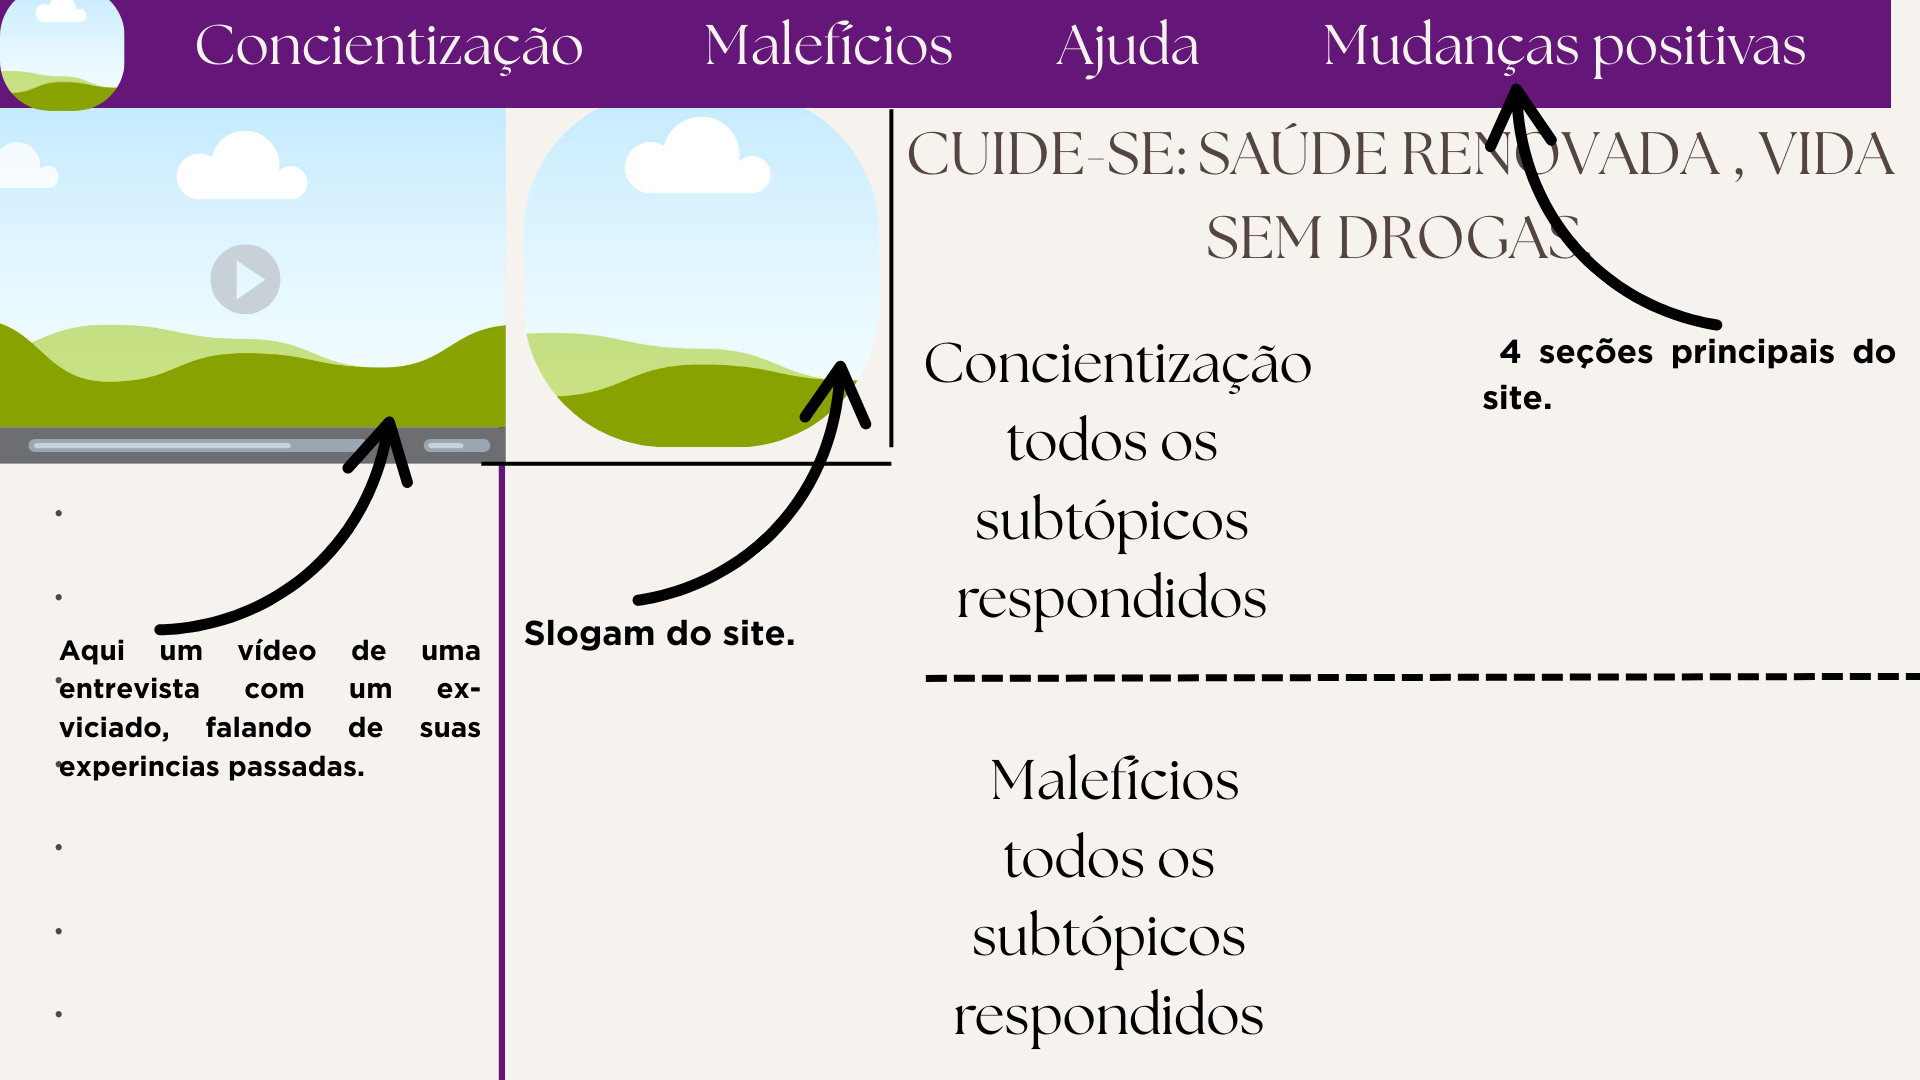 Concientização
Malefícios
Ajuda
Mudanças positivas
CUIDE-SE: SAÚDE RENOVADA , VIDA
SEM DROGAS.
Concientização
todos os
subtópicos
respondidos
4 seções principais do
site.
Slogam do site.
Aqui um vídeo de uma
entrevista com um ex-
viciado, falando de suas
experincias passadas.
Malefícios
todos os
subtópicos
respondidos